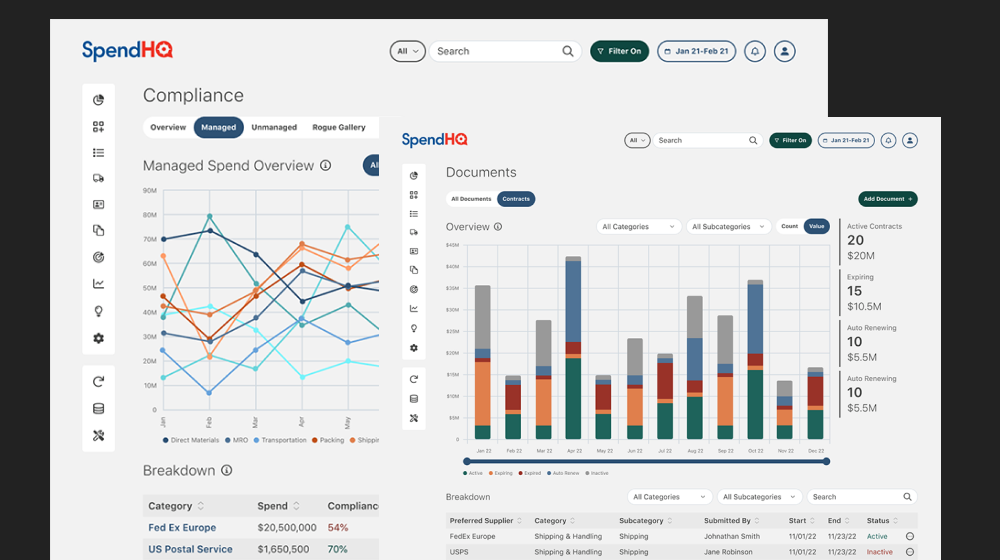 SpendHQ
All
Search
Filter On
Jan 21-Feb 21
Compliance
Overview Managed Unmanaged Rogue Gallery
Managed Spend Overview
90M
80M
70M
60M
50M
40M
30M
20M
10M
0
Jan Feb Mar Apr May
Direct Materials MRO Transportation Packing Shippin
Breakdown
Category Spend Complianc
Fed Ex Europe $20,500,000 54%
US Postal Service $1,650,500 70%
SpendHQ
All
Search
Filter On
Jan 21-Feb 21
Documents
All Documents Contracts
Add Document +
Overview
All Categories
All Subcategories
Count Value
$45M
$40M
$35M
$30M
$25M
$20M
$15M
$10M
$5M
$0
Jan 22 Feb 22 Mar 22 Apr 22 May 22 Jun 22 Jul 22 Aug 22 Sep 22 Oct 22 Nov 22 Dec 22
Active Expiring Expired Auto Renew Inactive
Active Contracts
20
$20M
Expiring
15
$10.5M
Auto Renewing
10
$5.5M
Auto Renewing
10
$5.5M
Breakdown
All Categories
All Subcategories
Search
Preferred Supplier Category Subcategory Submitted By Start End Status
FedEx Europe Shipping & Handling Shipping Johnathan Smith 11/01/22 11/23/22 Active
USPS Shipping & Handling Shipping Jane Robinson 11/01/22 11/23/22 Inactive